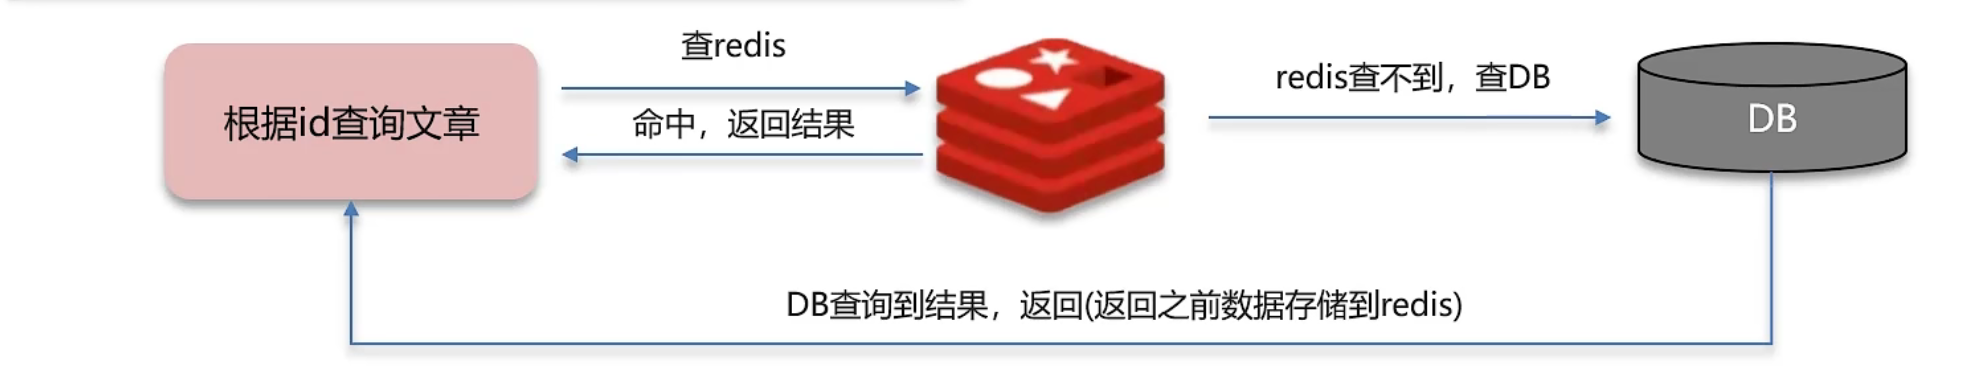 查redis
redis查不到，查DB
根据id查询文章
命中，返回结果
DB
DB查询到结果，返回(返回之前数据存储到redis)